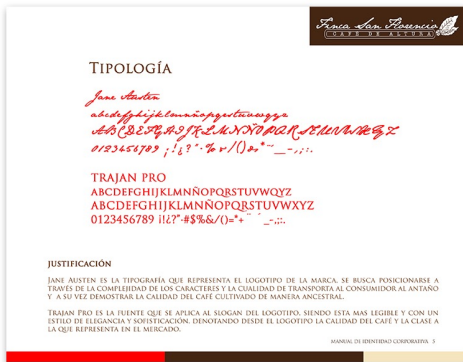 Finca San Florencio
CAFÉ DE ALTURA
TIPOLOGÍA
Jane Austen
abcdefghijklmnñopqrstuvwxyz
ABCDEFGHIJKLMNÑOPQRSTUVWXYZ
0123456789
TRAJAN PRO
ABCDEFGHIJKLMNÑOPQRSTUVWQYZ
ABCDEFGHIJKLMNÑOPQRSTUVWXYZ
0123456789 ¡!¿?"·#$%&/()="+¨ ´ _-.;:.
JUSTIFICACIÓN
JANE AUSTEN ES LA TIPOGRAFÍA QUE REPRESENTA EL LOGOTIPO DE LA MARCA, SE BUSCA POSICIONARSE A
TRAVÉS DE LA COMPLEJIDAD DE LOS CARACTERES Y LA CUALIDAD DE TRANSPORTA AL CONSUMIDOR AL ANTAÑO
Y A SU VEZ DEMOSTRAR LA CALIDAD DEL CAFÉ CULTIVADO DE MANERA ANCESTRAL.
TRAJAN PRO ES LA FUENTE QUE SE APLICA AL SLOGAN DEL LOGOTIPO, SIENDO ESTA MAS LEGIBLE Y CON UN
ESTILO DE ELEGANCIA Y SOFISTICACIÓN, DENOTANDO DESDE EL LOGOTIPO LA CALIDAD DEL CAFÉ Y LA CLASE A
LA QUE REPRESENTA EN EL MERCADO.
MANUAL DE IDENTIDAD CORPORATIVA 5